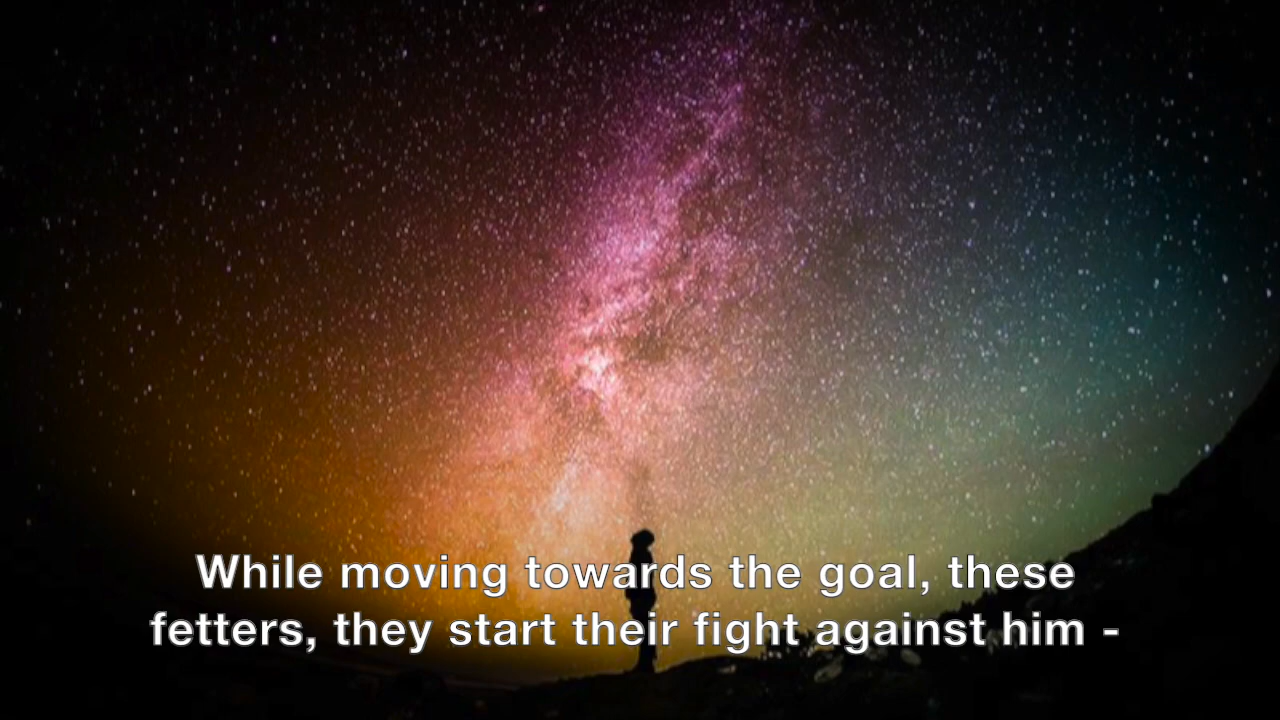 While moving towards the goal, these
fetters, they start their fight against him -